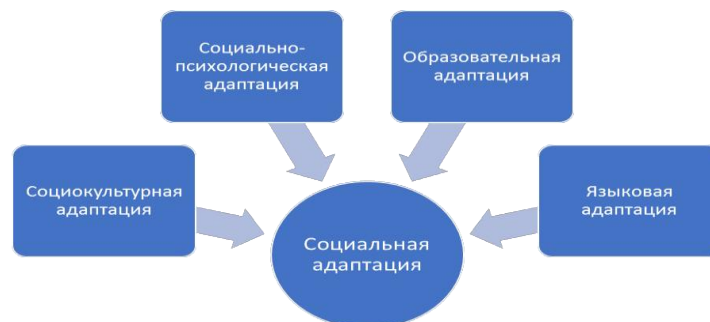 Социально-
психологическая
адаптация
Образовательная
адаптация
Социокультурная
адаптация
Языковая
адаптация
Социальная
адаптация